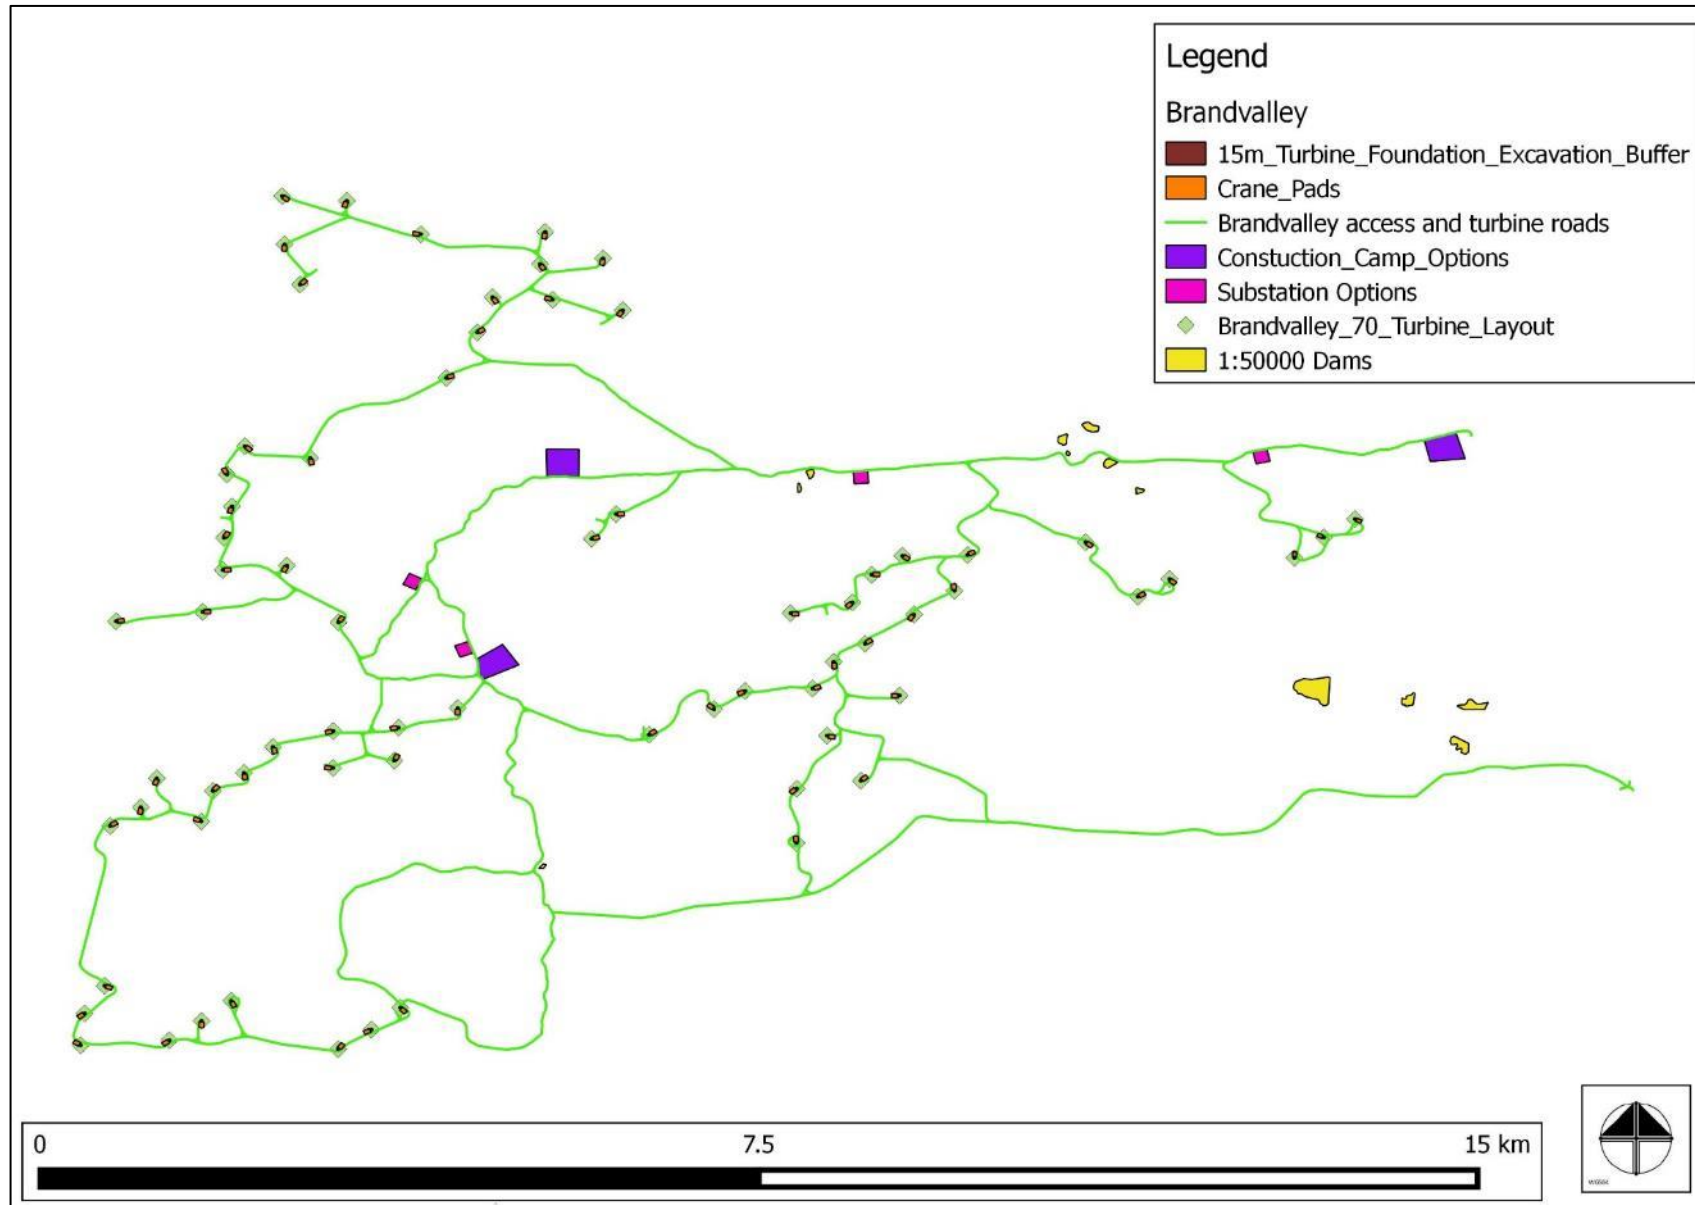 Legend
Brandvalley
15m_Turbine_Foundation_Excavation_Buffer
Crane_Pads
Brandvalley access and turbine roads
Constuction_Camp_Options
Substation Options
Brandvalley_70_Turbine_Layout
1:50000 Dams
0 7.5 15 km